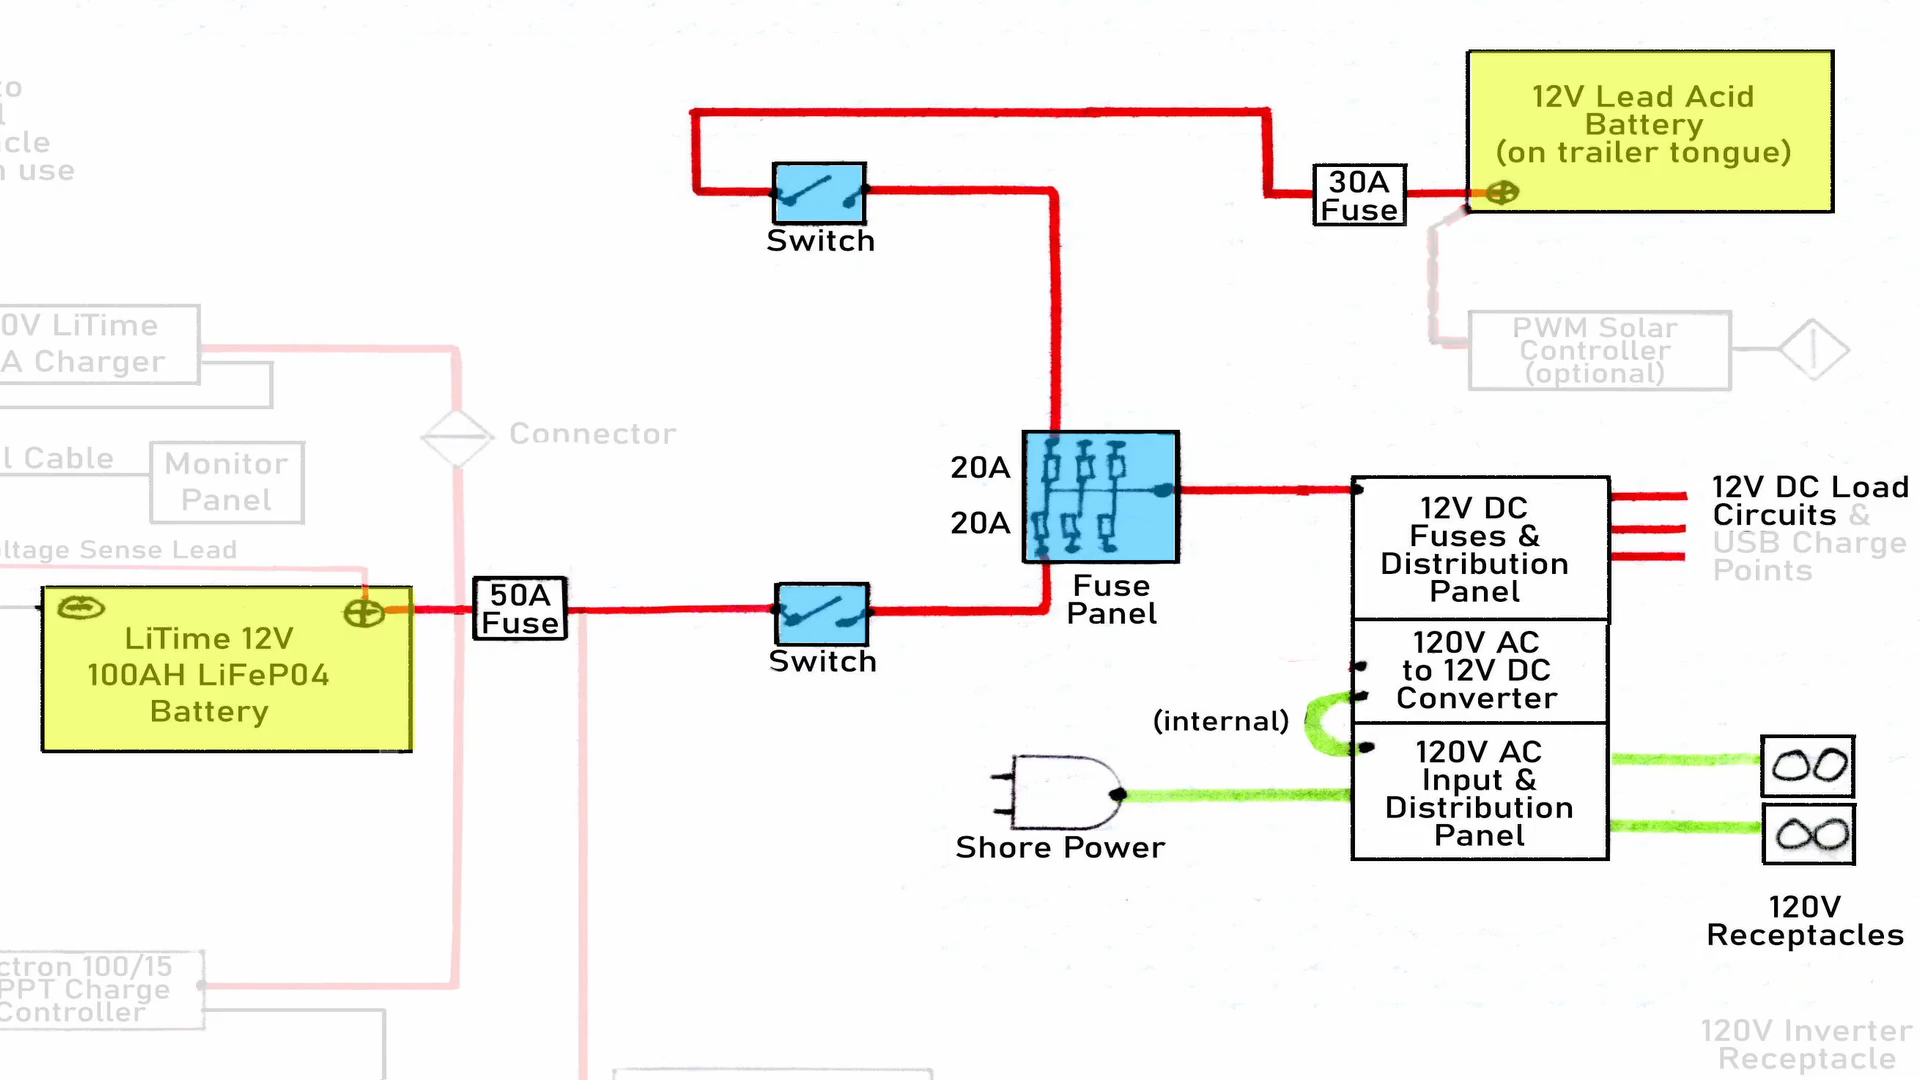 to
cle
use
12V Lead Acid
Battery
(on trailer tongue)
30A
Fuse
Switch
0V LiTime
A Charger
PWM Solar
Controller
(optional)
Connector
l Cable
Monitor
Panel
20A
20A
Fuse
Panel
12V DC
Fuses &
Distribution
Panel
12V DC Load
Circuits &
USB Charge
Points
ltage Sense Lead
50A
Fuse
Switch
LiTime 12V
100AH LiFeP04
Battery
120V AC
to 12V DC
Converter
(internal)
120V AC
Input &
Distribution
Panel
Shore Power
120V
Receptacles
ctron 100/15
PPT Charge
Controller
120V Inverter
Receptacle